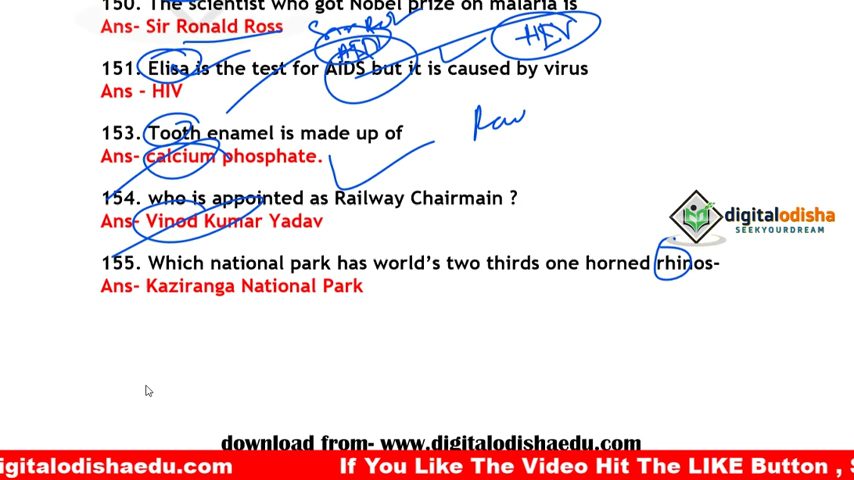 150. The scientist who got Nobel prize on malaria is
Ans- Sir Ronald Ross
AID
HIV
151. Elisa is the test for AIDS but it is caused by virus
Ans - HIV
153. Tooth enamel is made up of
Ans- calcium phosphate.
154. who is appointed as Railway Chairmain ?
Ans- Vinod Kumar Yadav
digitalodisha
SEEKYOURDREAM
155. Which national park has world's two thirds one horned rhinos-
Ans- Kaziranga National Park
download from- www.digitalodishaedu.com
igitalodishaedu.com If You Like The Video Hit The LIKE Button , S